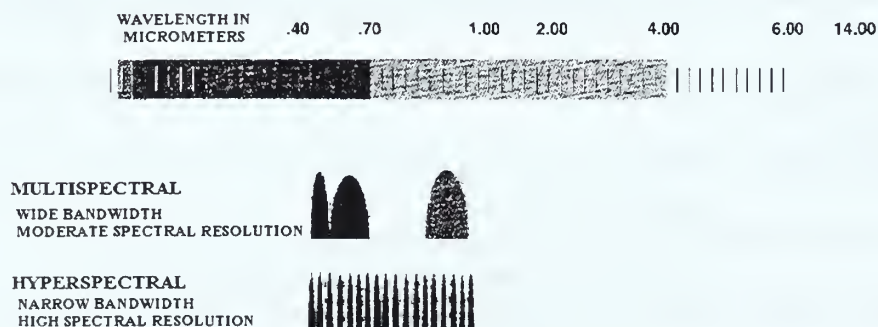 WAVELENGTH IN
MICROMETERS .40 .70 1.00 2.00 4.00 6.00 14.00
MULTISPECTRAL
WIDE BANDWIDTH
MODERATE SPECTRAL RESOLUTION
HYPERSPECTRAL
NARROW BANDWIDTH
HIGH SPECTRAL RESOLUTION